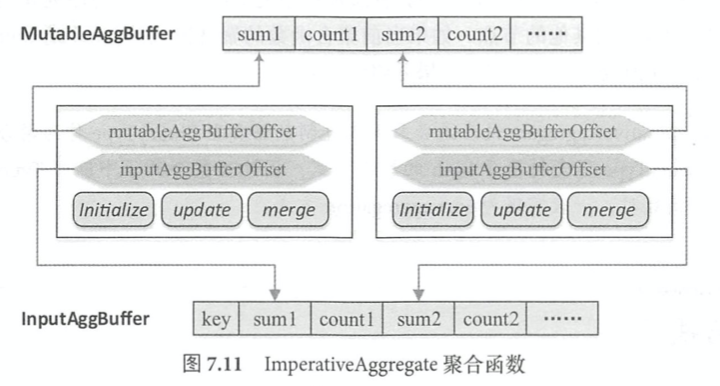 MutableAggBuffer sum1 count1 sum2 count2 ······
mutableAggBufferOffset mutableAggBufferOffset
inputAggBufferOffset inputAggBufferOffset
Initialize update merge Initialize update merge
InputAggBuffer key sum1 count1 sum2 count2 ······
图 7.11 ImperativeAggregate 聚合函数